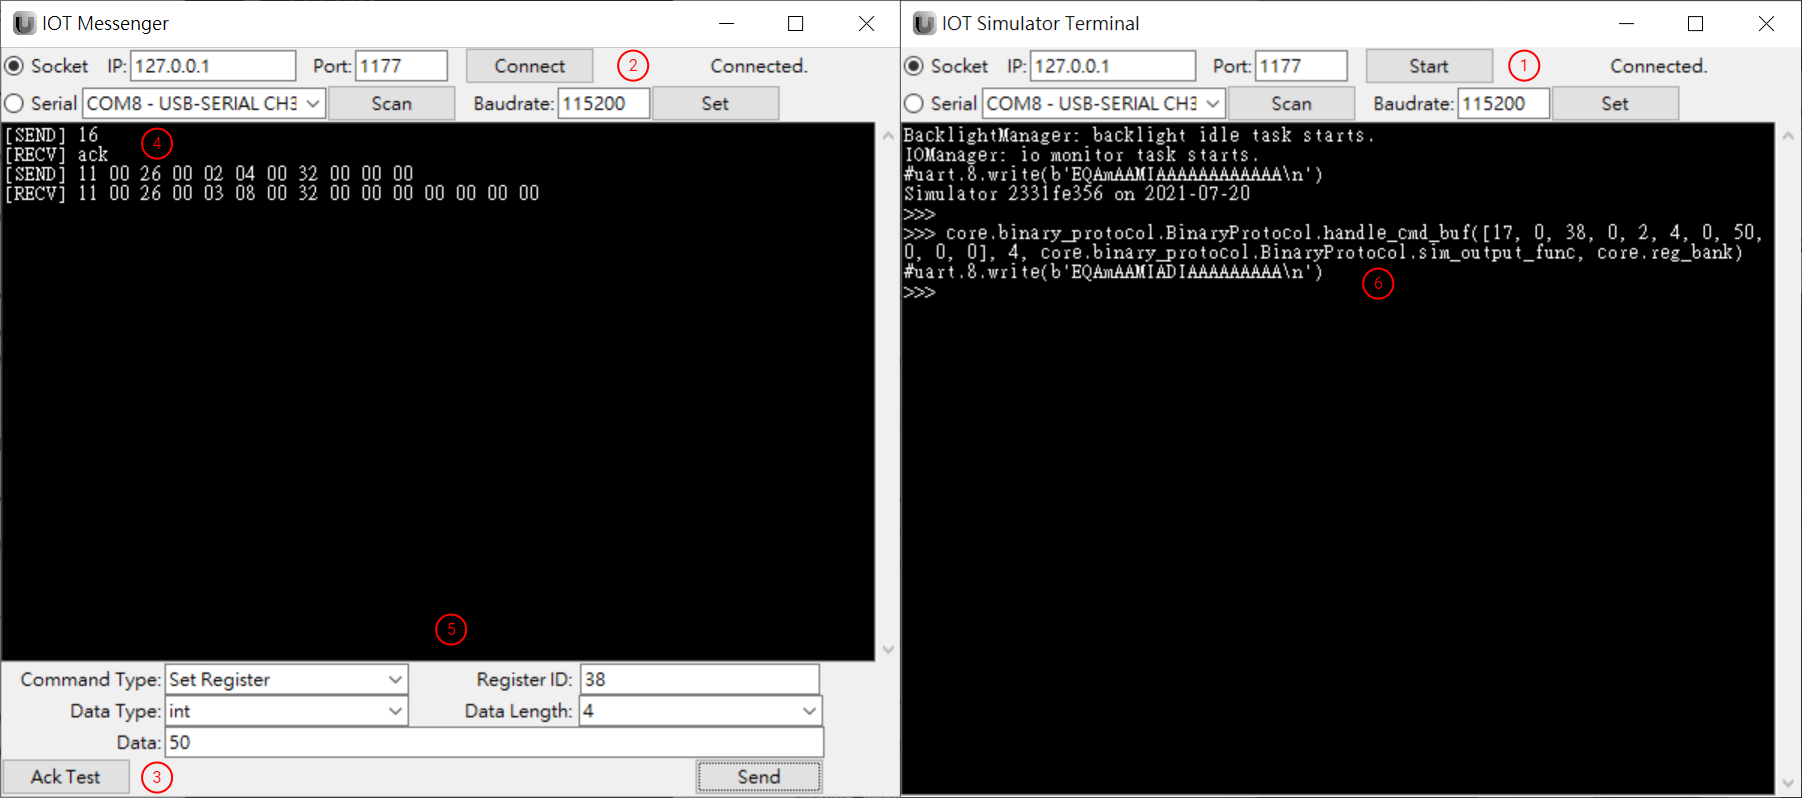 IOT Messenger
Socket IP: 127.0.0.1 Port: 1177 Connect 2 Connected.
Serial COM8 - USB-SERIAL CH3 Scan Baudrate: 115200 Set
[SEND] 16
4
[RECV] ack
[SEND] 11 00 26 00 02 04 00 32 00 00 00
[RECV] 11 00 26 00 03 08 00 32 00 00 00 00 00 00 00
5
Command Type: Set Register Register ID: 38
Data Type: int Data Length: 4
Data: 50
Ack Test 3 Send
IOT Simulator Terminal
Socket IP: 127.0.0.1 Port: 1177 Start 1 Connected.
Serial COM8 - USB-SERIAL CH3 Scan Baudrate: 115200 Set
BacklightManager: backlight idle task starts.
IOManager: io monitor task starts.
#uart.8.write(b'EQAmAAMIAAAAAAAAAAAA\n')
Simulator 2331fe356 on 2021-07-20
>>>
>>> core.binary_protocol.BinaryProtocol.handle_cmd_buf([17, 0, 38, 0, 2, 4, 0, 50,
0, 0, 0], 4, core.binary_protocol.BinaryProtocol.sim_output_func, core.reg_bank)
#uart.8.write(b'EQAmAAMIADIAAAAAAAAA\n')
6
>>>